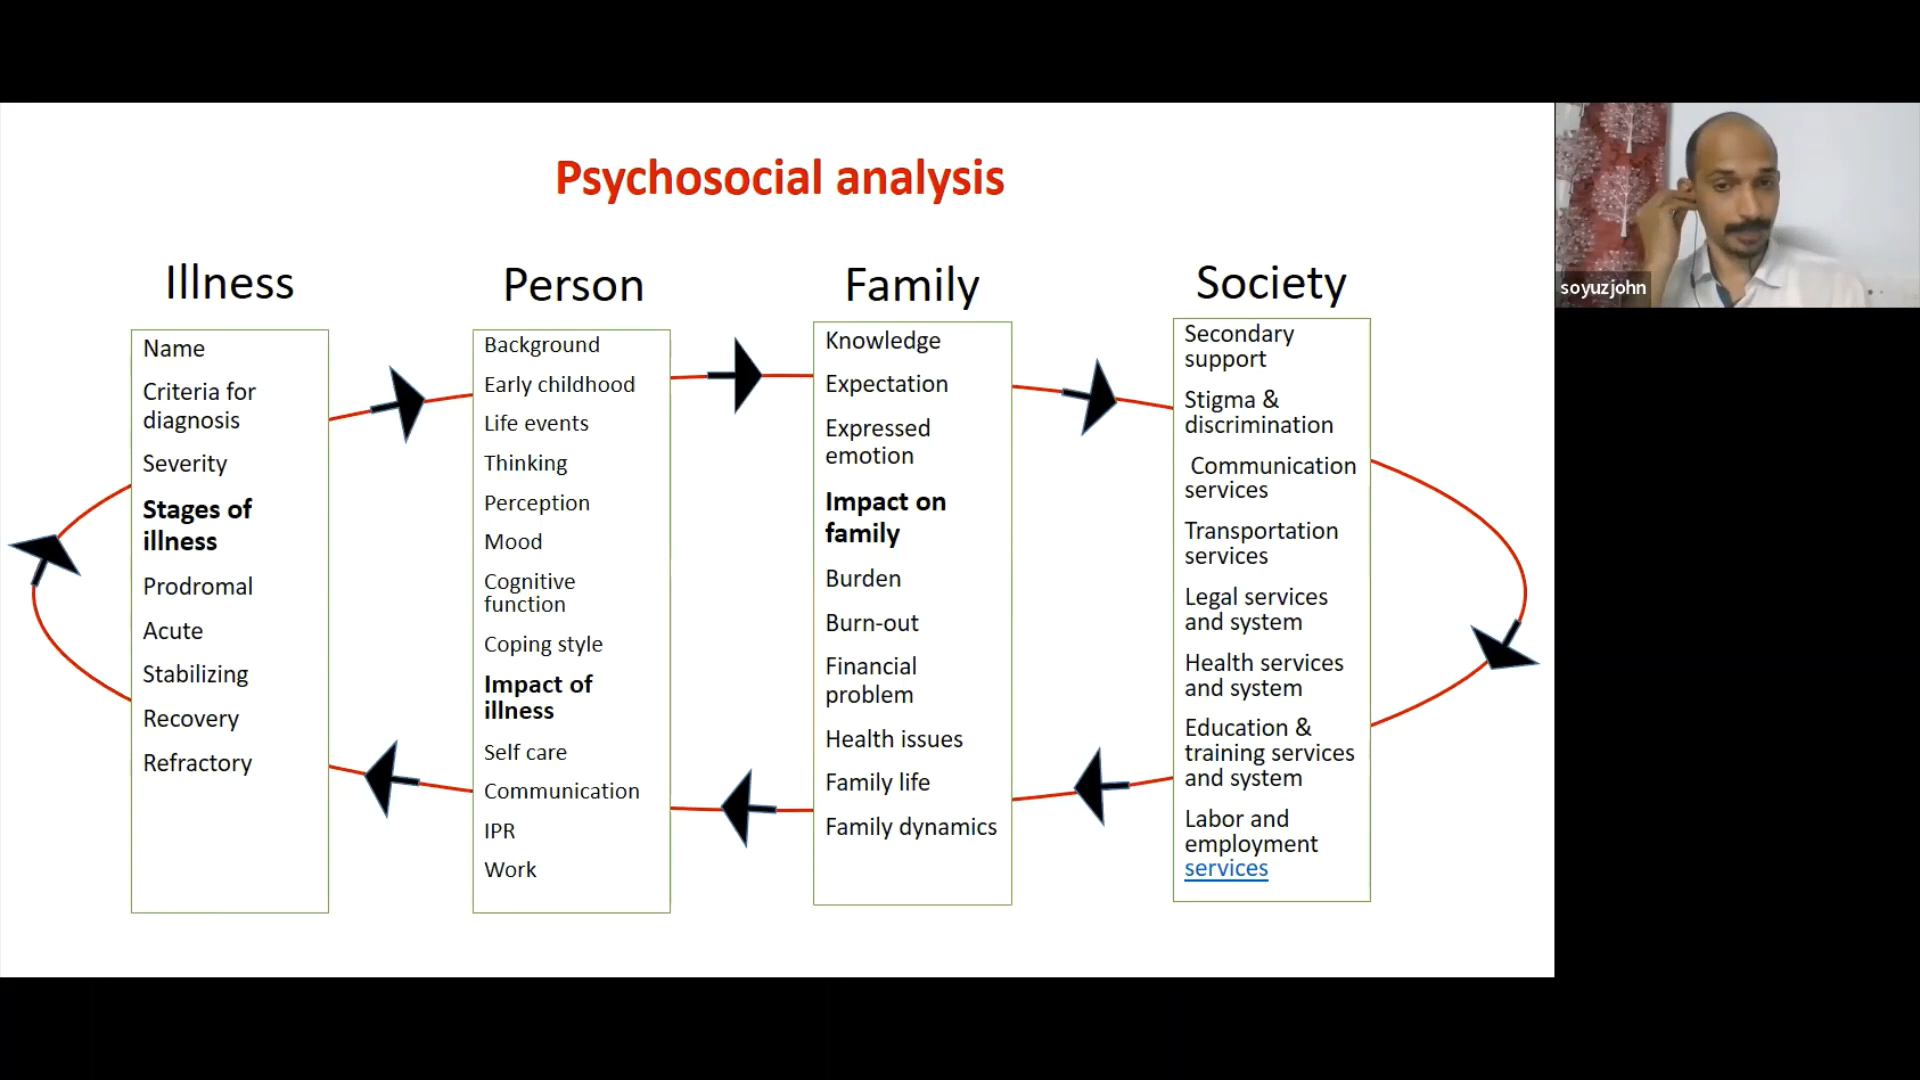 Psychosocial analysis
Illness
Name
Criteria for
diagnosis
Severity
Stages of
illness
Prodromal
Acute
Stabilizing
Recovery
Refractory
Person
Background
Early childhood
Life events
Thinking
Perception
Mood
Cognitive
function
Coping style
Impact of
illness
Self care
Communication
IPR
Work
Family
Knowledge
Expectation
Expressed
emotion
Impact on
family
Burden
Burn-out
Financial
problem
Health issues
Family life
Family dynamics
Society
Secondary
support
Stigma &
discrimination
Communication
services
Transportation
services
Legal services
and system
Health services
and system
Education &
training services
and system
Labor and
employment
services
soyuzjohn